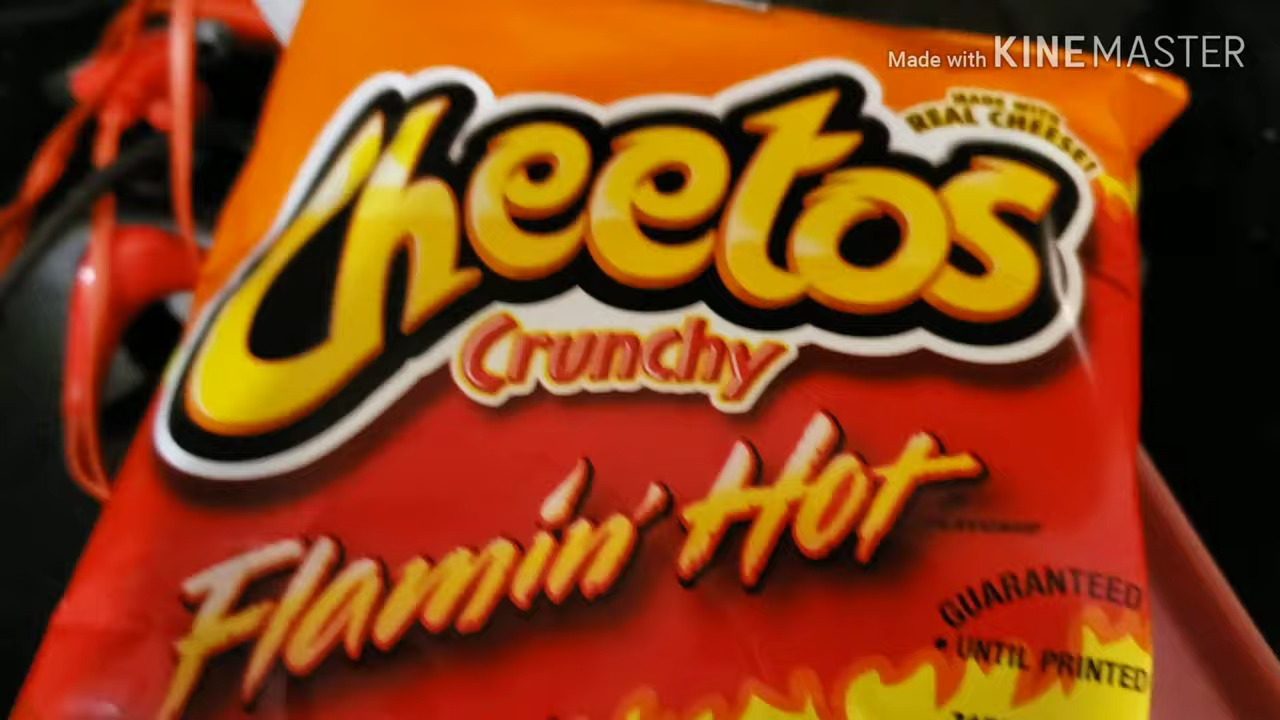 Made with KINEMASTER
MADE WITH
REAL CHEESE!
Cheetos
Crunchy
Flamin' Hot
GUARANTEED
• UNTIL PRINTED